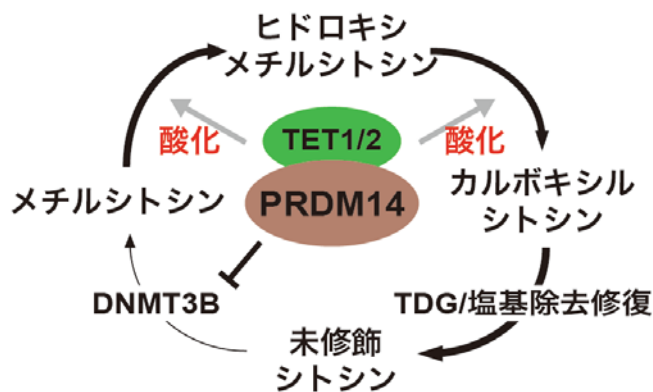 ヒドロキシ
メチルシトシン
酸化
TET1/2
酸化
メチルシトシン
PRDM14
カルボキシル
シトシン
DNMT3B
TDG/塩基除去修復
未修飾
シトシン